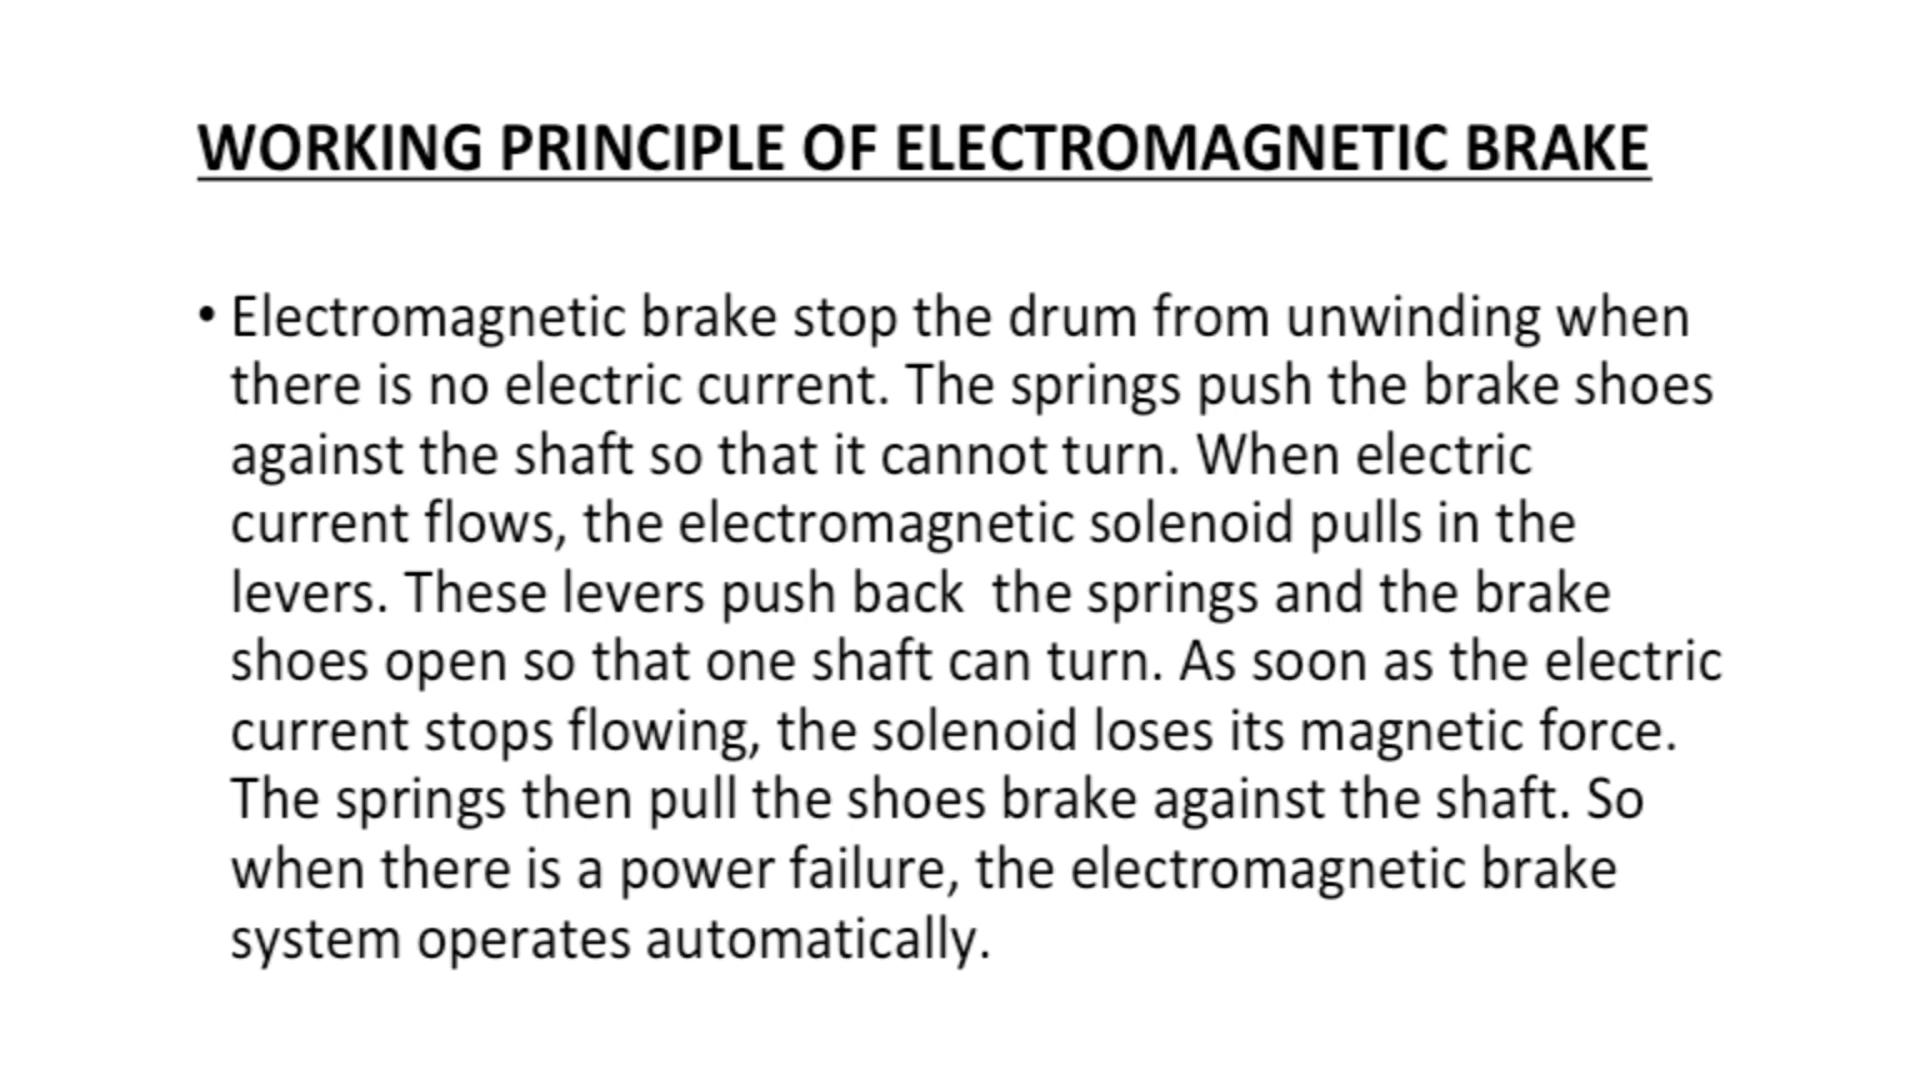 WORKING PRINCIPLE OF ELECTROMAGNETIC BRAKE
• Electromagnetic brake stop the drum from unwinding when
there is no electric current. The springs push the brake shoes
against the shaft so that it cannot turn. When electric
current flows, the electromagnetic solenoid pulls in the
levers. These levers push back  the springs and the brake
shoes open so that one shaft can turn. As soon as the electric
current stops flowing, the solenoid loses its magnetic force.
The springs then pull the shoes brake against the shaft. So
when there is a power failure, the electromagnetic brake
system operates automatically.